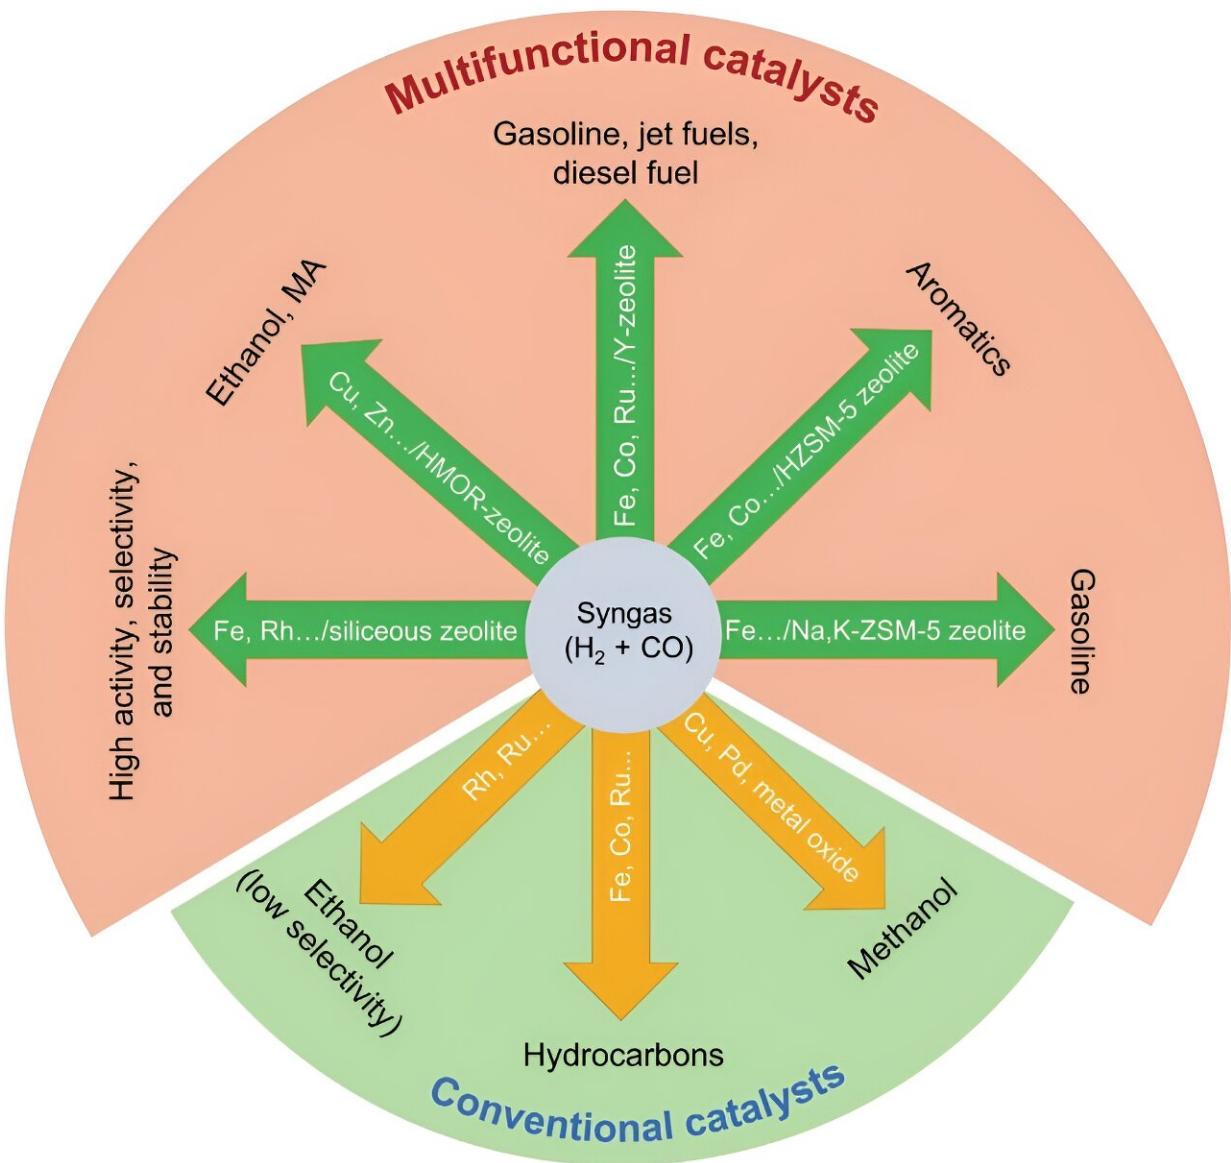 Multifunctional catalysts
Gasoline, jet fuels,
diesel fuel
Ethanol, MA
Aromatics
High activity, selectivity,
and stability
Gasoline
Cu, Zn…/HMOR-zeolite
Fe, Co, Ru…/Y-zeolite
Fe, Co…/HZSM-5 zeolite
Fe, Rh…/siliceous zeolite
Syngas
(H₂ + CO)
Fe…/Na,K-ZSM-5 zeolite
Rh, Ru…
Fe, Co, Ru…
Cu, Pd, metal oxide
Ethanol
(low selectivity)
Hydrocarbons
Methanol
Conventional catalysts